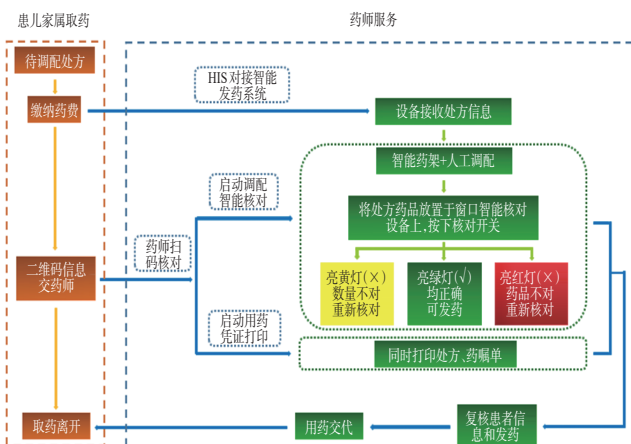 患儿家属取药
药师服务
待调配处方
缴纳药费
HIS对接智能
发药系统
设备接收处方信息
智能药架+人工调配
启动调配
智能核对
将处方药品放置于窗口智能核对
设备上,按下核对开关
药师扫
码核对
二维码信息
交药师
亮黄灯(×)
数量不对
重新核对
亮绿灯(√)
均正确
可发药
亮红灯(×)
药品不对
重新核对
启动用药
凭证打印
同时打印处方、药嘱单
取药离开
用药交代
复核患者信
息和发药